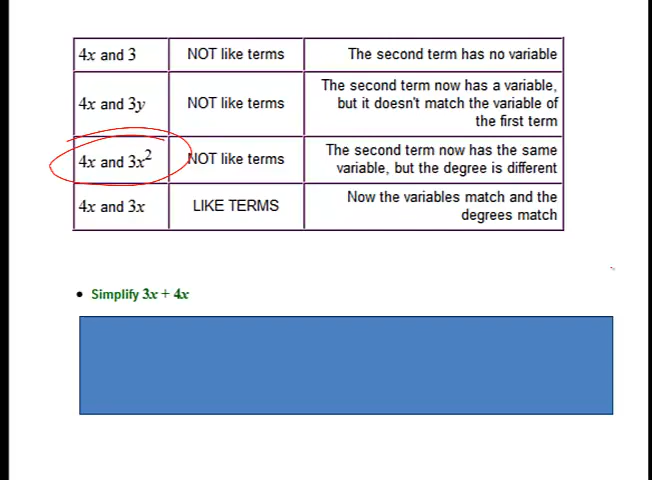 4x and 3 NOT like terms The second term has no variable
4x and 3y NOT like terms The second term now has a variable,
but it doesn't match the variable of
the first term
4x and 3x² NOT like terms The second term now has the same
variable, but the degree is different
4x and 3x LIKE TERMS Now the variables match and the
degrees match
• Simplify 3x + 4x